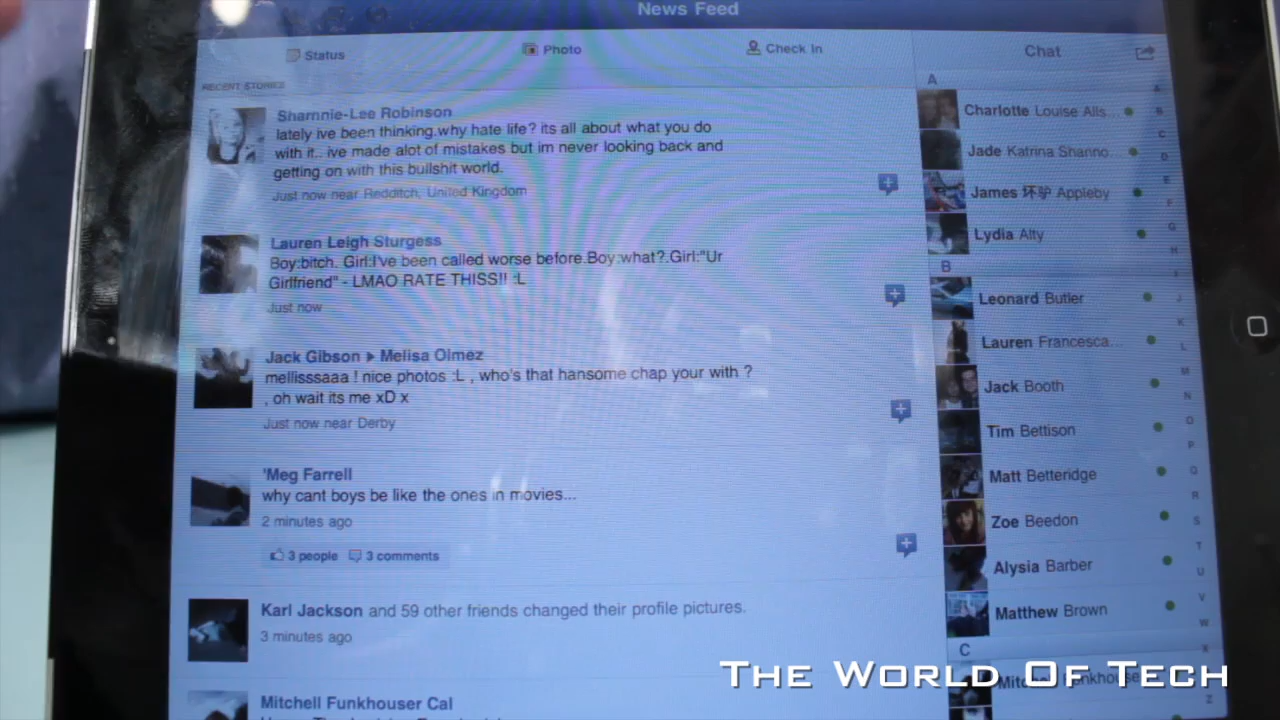 News Feed
Status
Photo
Check In
Chat
RECENT STORIES
Shamnie-Lee Robinson
lately ive been thinking.why hate life? its all about what you do
with it.. ive made alot of mistakes but im never looking back and
getting on with this bullshit world.
Just now near Redditch, United Kingdom
Lauren Leigh Sturgess
Boy:bitch. Girl:I've been called worse before.Boy:what?.Girl:"Ur
Girlfriend" - LMAO RATE THISS!! :L
Just now
Jack Gibson ▸ Melisa Olmez
mellisssaaa ! nice photos :L , who's that hansome chap your with ?
, oh wait its me xD x
Just now near Derby
'Meg Farrell
why cant boys be like the ones in movies...
2 minutes ago
3 people 3 comments
Karl Jackson and 59 other friends changed their profile pictures.
3 minutes ago
Mitchell Funkhouser Cal
A
Charlotte Louise Alls...
Jade Katrina Shanno...
James 坏驴 Appleby
Lydia Alty
B
Leonard Butler
Lauren Francesca...
Jack Booth
Tim Bettison
Matt Betteridge
Zoe Beedon
Alysia Barber
Matthew Brown
C
A
B
C
D
E
F
G
H
I
J
K
L
M
N
O
P
Q
R
S
T
U
V
W
X
Z
THE WORLD OF TECH